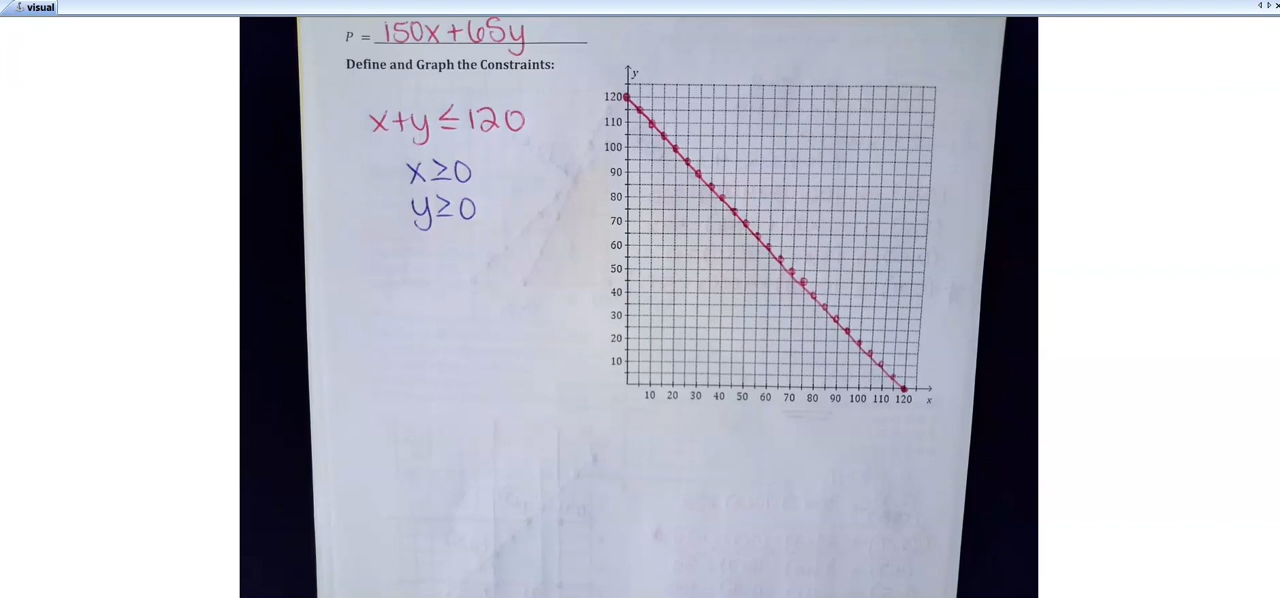 visual
P = 150x+65y
Define and Graph the Constraints:
x+y≤120
x≥0
y≥0
y
120
110
100
90
80
70
60
50
40
30
20
10
10 20 30 40 50 60 70 80 90 100 110 120 x